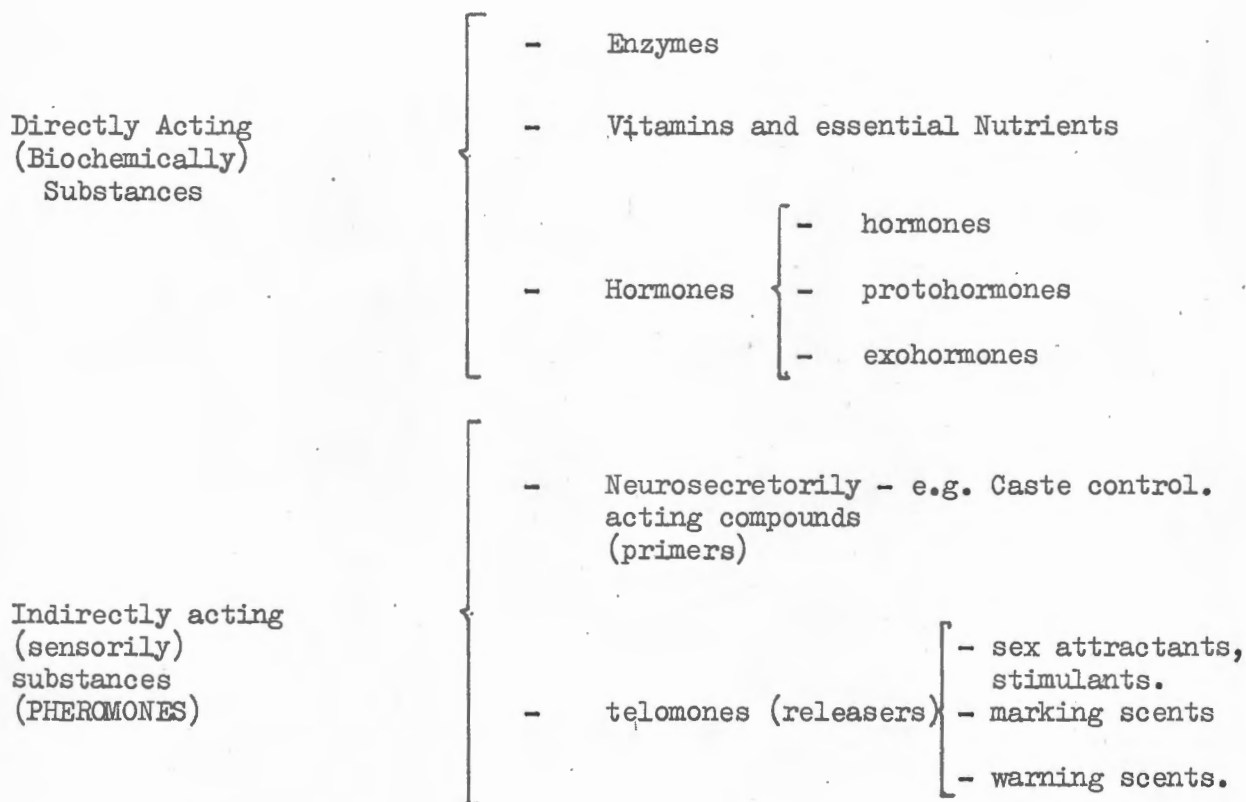 - Enzymes
Directly Acting
(Biochemically)
Substances
- Vitamins and essential Nutrients
- Hormones
- hormones
- protohormones
- exohormones
- Neurosecretorily - e.g. Caste control.
acting compounds
(primers)
Indirectly acting
(sensorily)
substances
(PHEROMONES)
- telomones (releasers)
- sex attractants,
stimulants.
- marking scents
- warning scents.